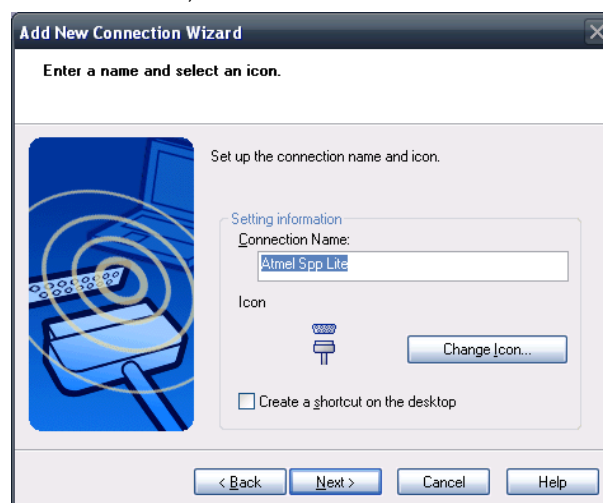 Add New Connection Wizard
Enter a name and select an icon.
Set up the connection name and icon.
Setting information
Connection Name:
Atmel Spp Lite
Icon
Change Icon...
Create a shortcut on the desktop
< Back Next > Cancel Help